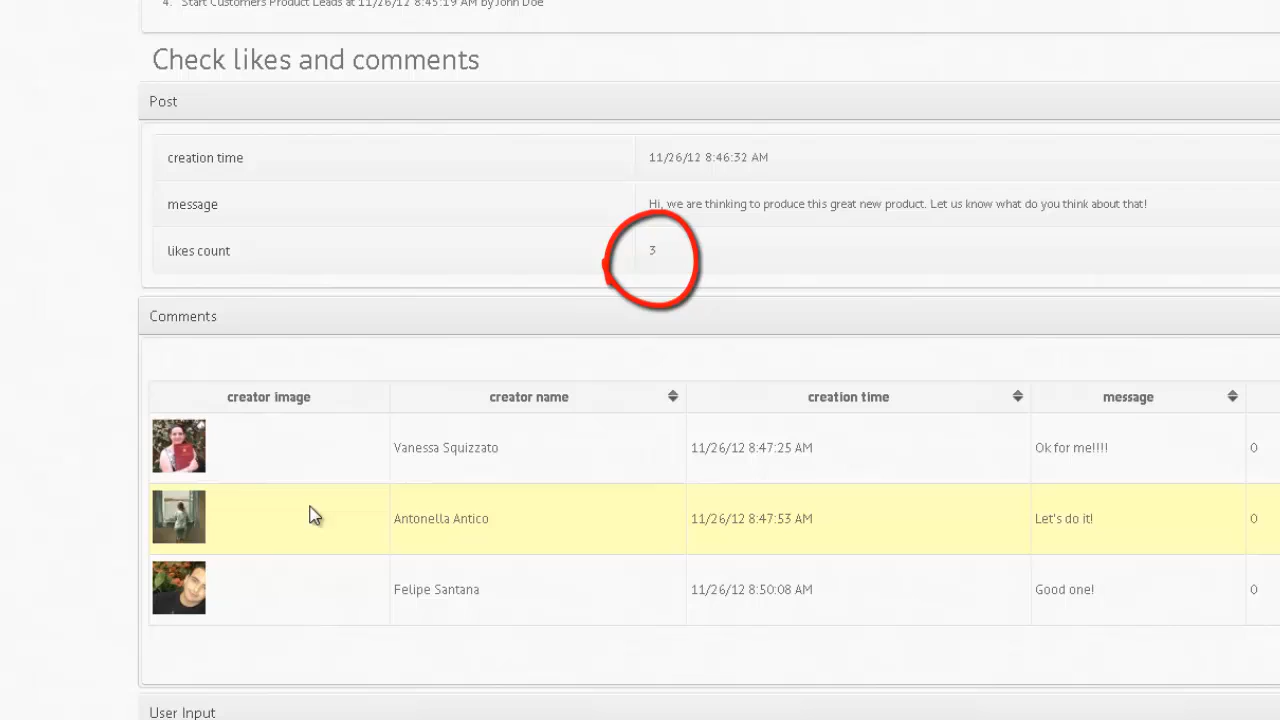 4. Start Customers Product Leads at 11/26/12 8:45:19 AM by John Doe
Check likes and comments
Post
creation time 11/26/12 8:46:32 AM
message Hi, we are thinking to produce this great new product. Let us know what do you think about that!
likes count 3
Comments
creator image creator name creation time message
Vanessa Squizzato 11/26/12 8:47:25 AM Ok for me!!!! 0
Antonella Antico 11/26/12 8:47:53 AM Let's do it! 0
Felipe Santana 11/26/12 8:50:08 AM Good one! 0
User Input